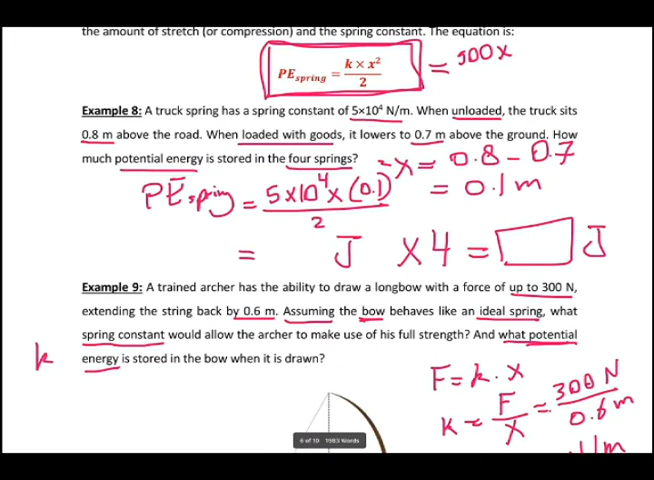 the amount of stretch (or compression) and the spring constant. The equation is:
PEspring = k × x² / 2 = 500x
Example 8: A truck spring has a spring constant of 5×10⁴ N/m. When unloaded, the truck sits
0.8 m above the road. When loaded with goods, it lowers to 0.7 m above the ground. How
much potential energy is stored in the four springs?
x = 0.8 - 0.7
= 0.1 m
PEspring = 5×10⁴ × (0.1)² / 2
= J × 4 = J
Example 9: A trained archer has the ability to draw a longbow with a force of up to 300 N,
extending the string back by 0.6 m. Assuming the bow behaves like an ideal spring, what
spring constant would allow the archer to make use of his full strength? And what potential
energy is stored in the bow when it is drawn?
k
F = k . x
k = F / x = 300 N / 0.6 m
6 of 10 1983 Words